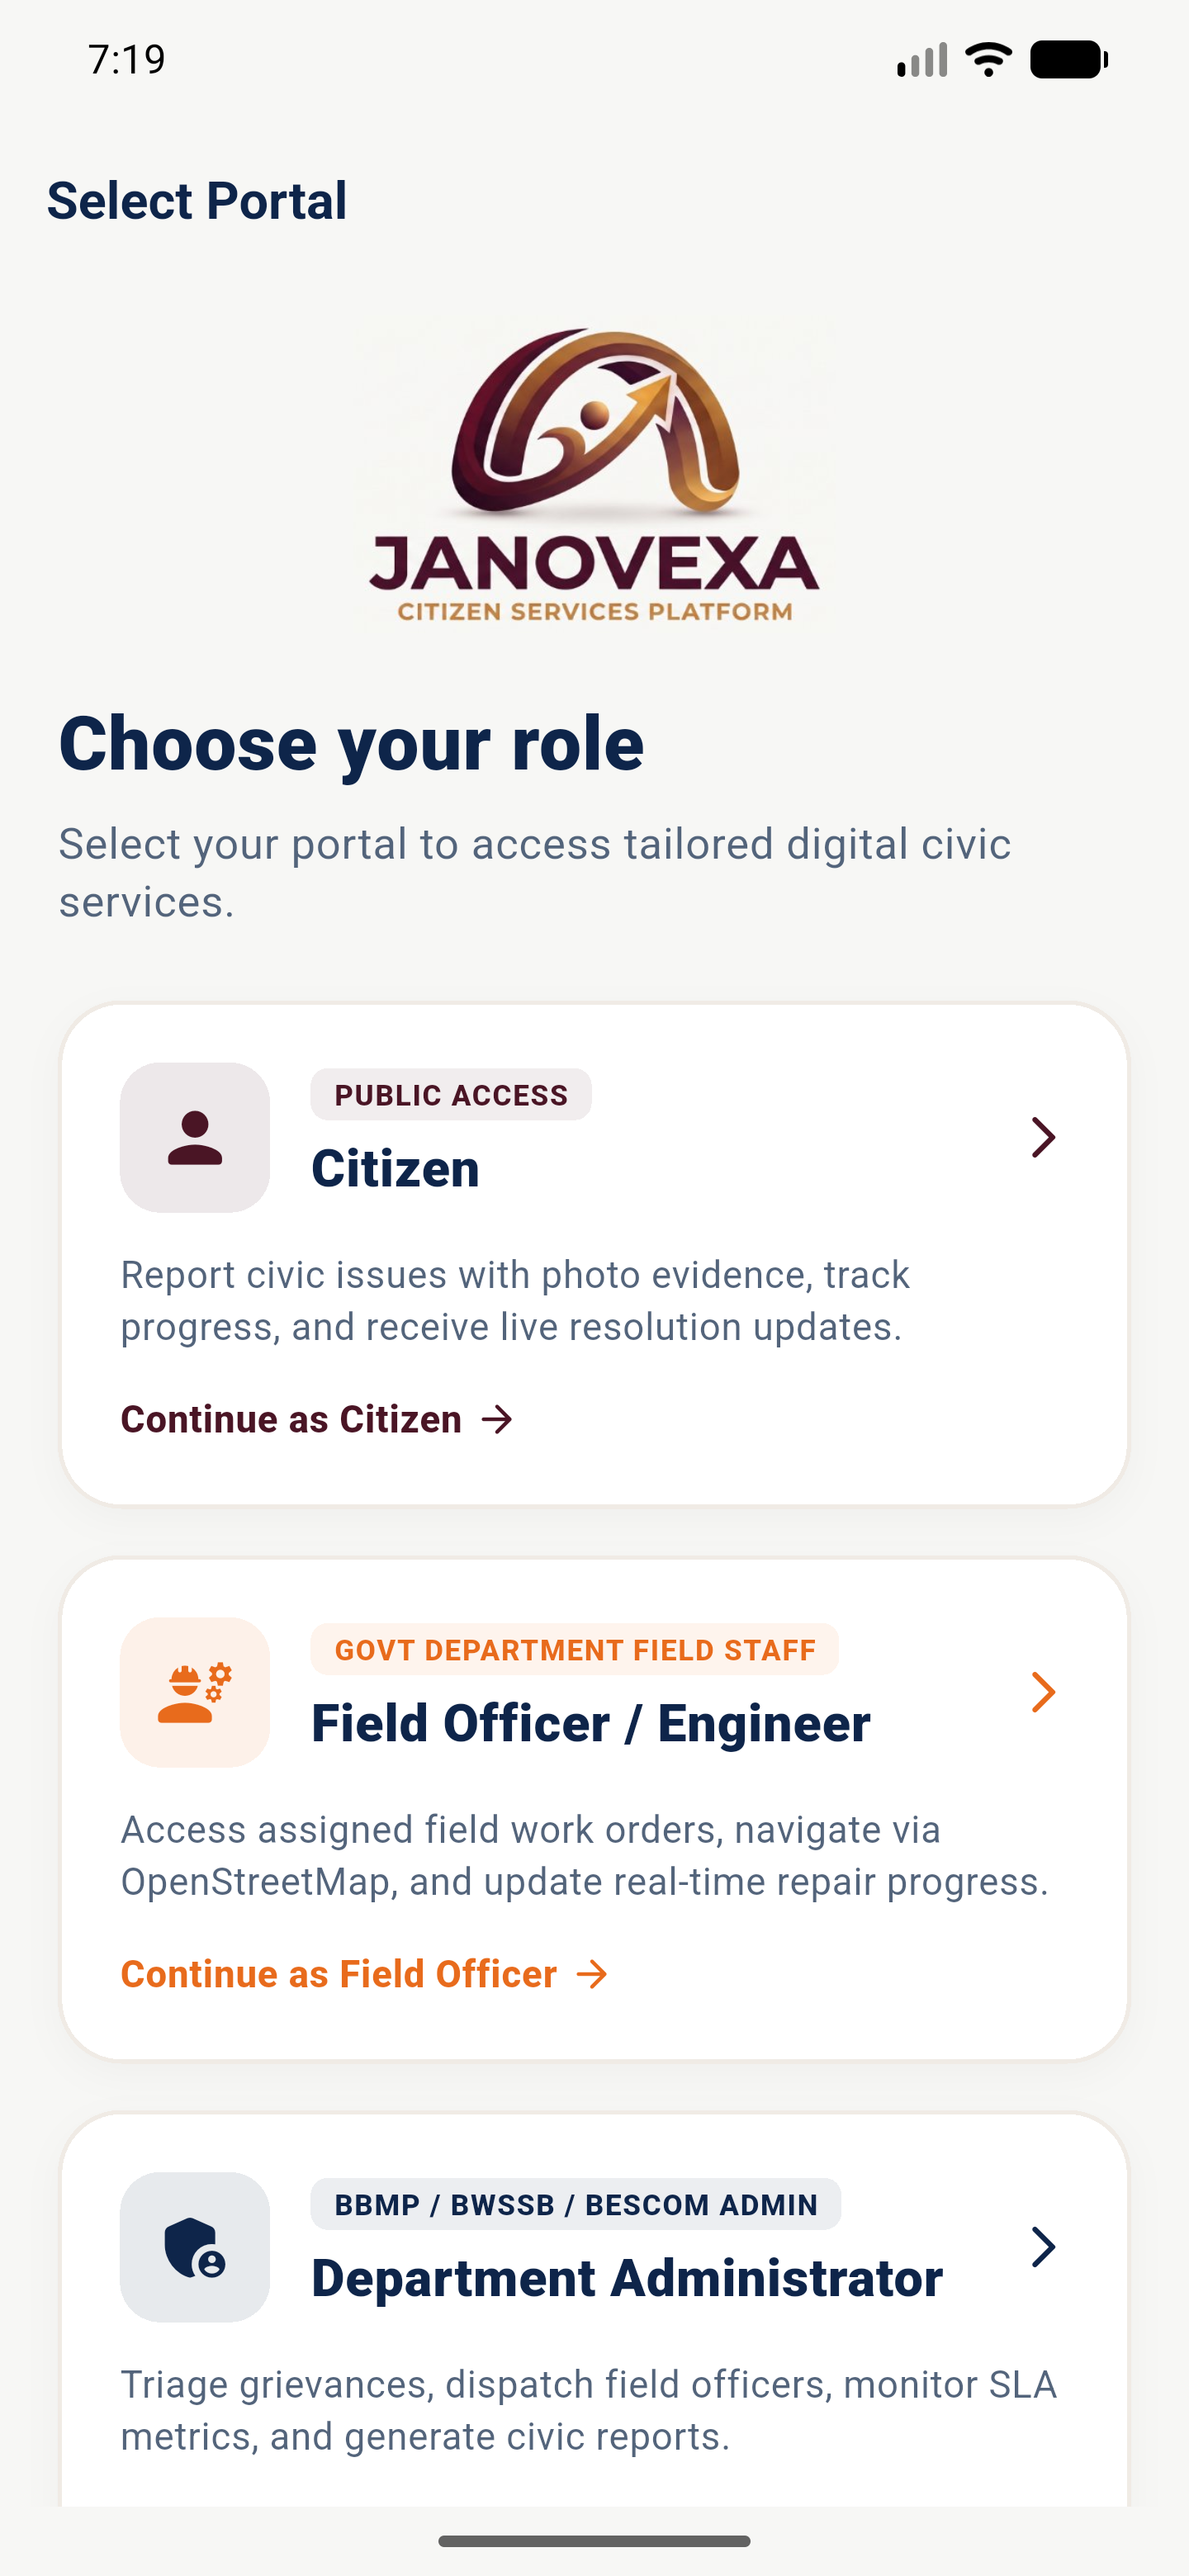 7:19
Select Portal
JANOVEXA
CITIZEN SERVICES PLATFORM
Choose your role
Select your portal to access tailored digital civic
services.
PUBLIC ACCESS
Citizen
Report civic issues with photo evidence, track
progress, and receive live resolution updates.
Continue as Citizen →
GOVT DEPARTMENT FIELD STAFF
Field Officer / Engineer
Access assigned field work orders, navigate via
OpenStreetMap, and update real-time repair progress.
Continue as Field Officer →
BBMP / BWSSB / BESCOM ADMIN
Department Administrator
Triage grievances, dispatch field officers, monitor SLA
metrics, and generate civic reports.